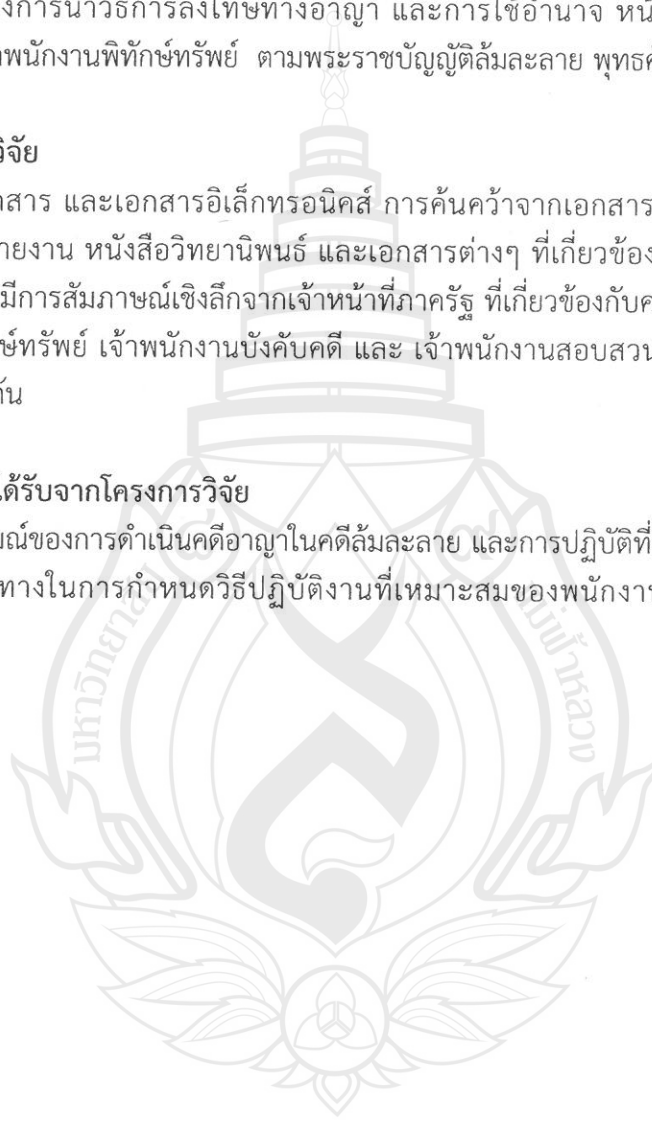 งการนำวิธีการลงโทษทางอาญา และการใช้อำนาจ
พนักงานพิทักษ์ทรัพย์ ตามพระราชบัญญัติล้มละลาย
วิจัย
สาร และเอกสารอิเล็กทรอนิคส์ การค้นคว้าจากเอกสาร
ายงาน หนังสือวิทยานิพนธ์ และเอกสารต่างๆ ที่เกี่ยวข้อง
มีการสัมภาษณ์เชิงลึกจากเจ้าหน้าที่ภาครัฐ ที่เกี่ยวข้องกับ
ษ์ทรัพย์ เจ้าพนักงานบังคับคดี และ เจ้าพนักงานสอบสวน
กัน
ได้รับจากโครงการวิจัย
มณ์ของการดำเนินคดีอาญาในคดีล้มละลาย และการปฏิบัติที่
ทางในการกำหนดวิธีปฏิบัติงานที่เหมาะสมของพนักงาน
มหาวิทยาลั
ม่ฟ้าหลวง